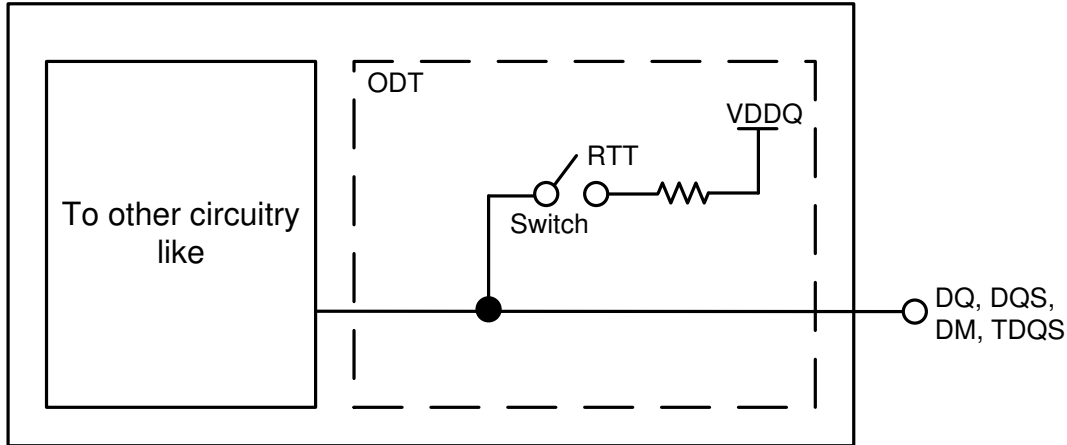 ODT
VDDQ
RTT
Switch
To other circuitry
like
DQ, DQS,
DM, TDQS